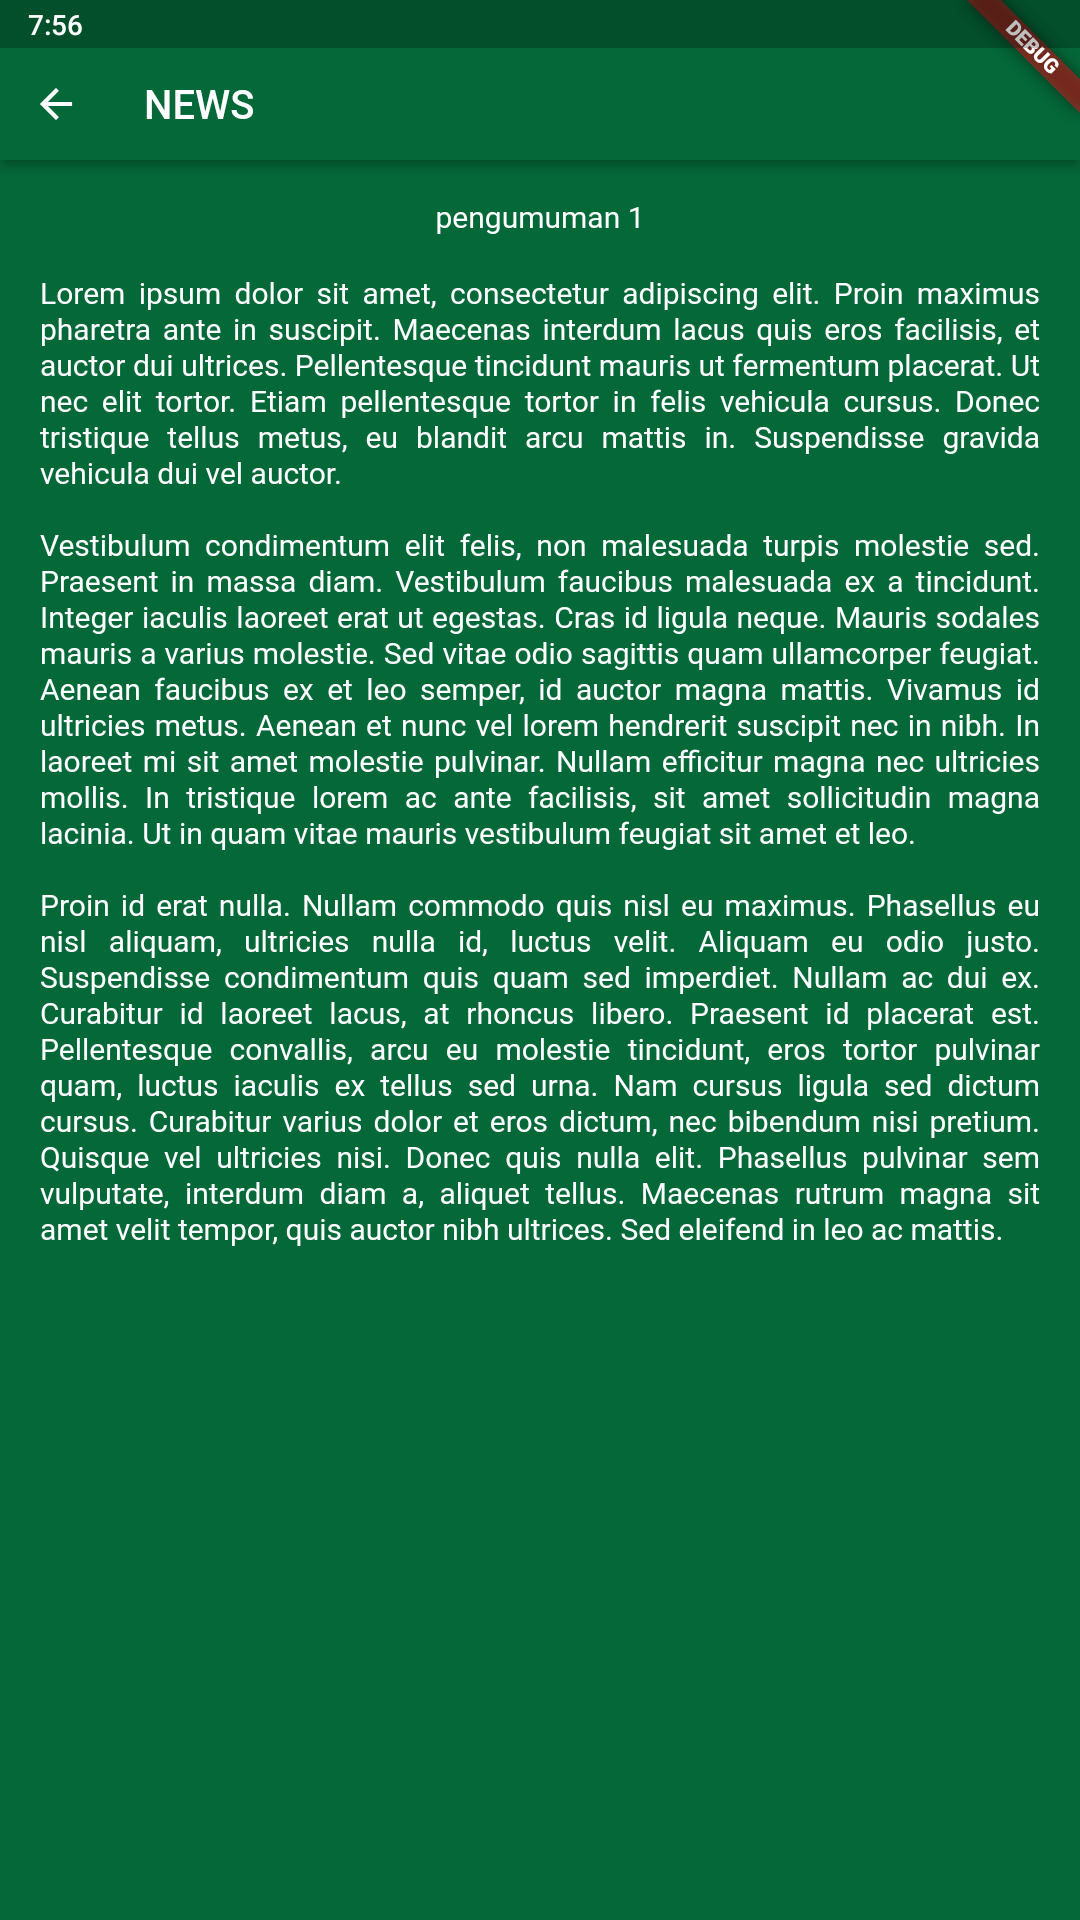 7:56
DEBUG
NEWS
pengumuman 1
Lorem ipsum dolor sit amet, consectetur adipiscing elit. Proin maximus
pharetra ante in suscipit. Maecenas interdum lacus quis eros facilisis, et
auctor dui ultrices. Pellentesque tincidunt mauris ut fermentum placerat. Ut
nec elit tortor. Etiam pellentesque tortor in felis vehicula cursus. Donec
tristique tellus metus, eu blandit arcu mattis in. Suspendisse gravida
vehicula dui vel auctor.
Vestibulum condimentum elit felis, non malesuada turpis molestie sed.
Praesent in massa diam. Vestibulum faucibus malesuada ex a tincidunt.
Integer iaculis laoreet erat ut egestas. Cras id ligula neque. Mauris sodales
mauris a varius molestie. Sed vitae odio sagittis quam ullamcorper feugiat.
Aenean faucibus ex et leo semper, id auctor magna mattis. Vivamus id
ultricies metus. Aenean et nunc vel lorem hendrerit suscipit nec in nibh. In
laoreet mi sit amet molestie pulvinar. Nullam efficitur magna nec ultricies
mollis. In tristique lorem ac ante facilisis, sit amet sollicitudin magna
lacinia. Ut in quam vitae mauris vestibulum feugiat sit amet et leo.
Proin id erat nulla. Nullam commodo quis nisl eu maximus. Phasellus eu
nisl aliquam, ultricies nulla id, luctus velit. Aliquam eu odio justo.
Suspendisse condimentum quis quam sed imperdiet. Nullam ac dui ex.
Curabitur id laoreet lacus, at rhoncus libero. Praesent id placerat est.
Pellentesque convallis, arcu eu molestie tincidunt, eros tortor pulvinar
quam, luctus iaculis ex tellus sed urna. Nam cursus ligula sed dictum
cursus. Curabitur varius dolor et eros dictum, nec bibendum nisi pretium.
Quisque vel ultricies nisi. Donec quis nulla elit. Phasellus pulvinar sem
vulputate, interdum diam a, aliquet tellus. Maecenas rutrum magna sit
amet velit tempor, quis auctor nibh ultrices. Sed eleifend in leo ac mattis.